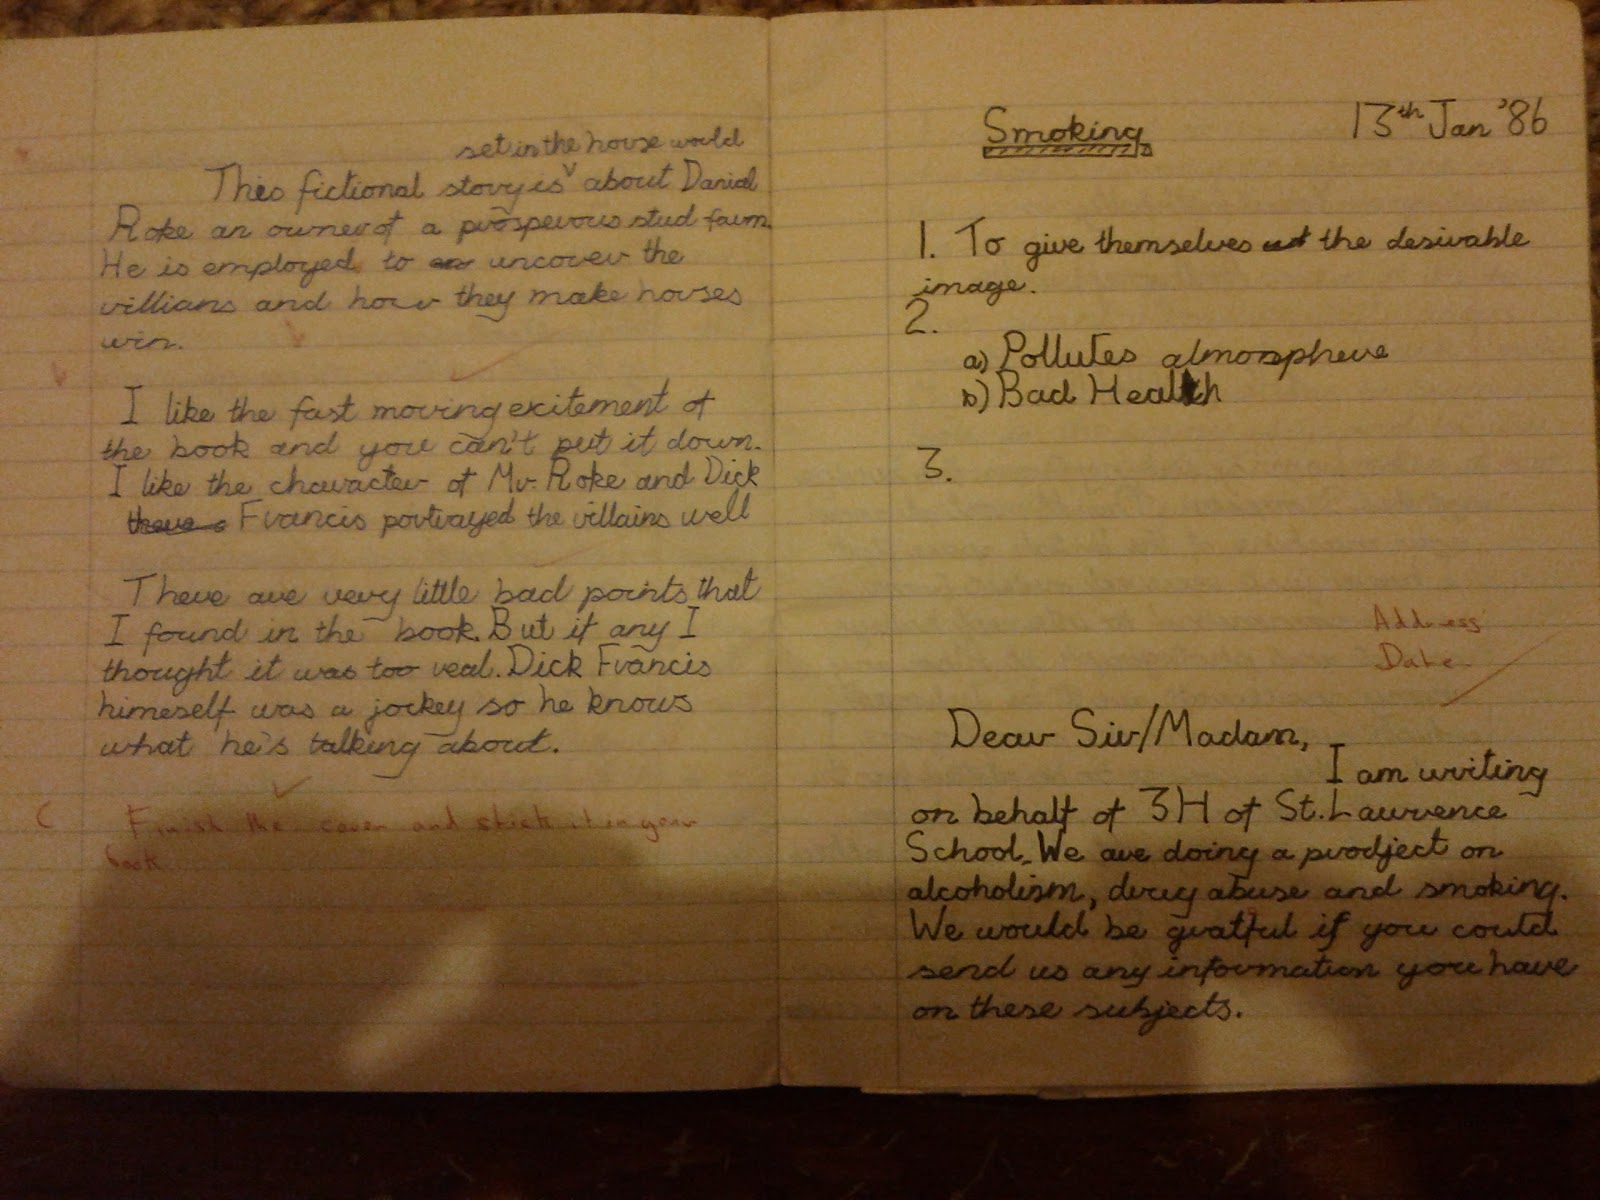 set in the horse world
This fictional story is ˅ about Danial
Roke an owner of a prosperous stud farm.
He is employed to uncover the
villians and how they make horses
win.
I like the fast moving excitement of
the book and you can't put it down.
I like the character of Mr. Roke and Dick
there Francis portrayed the villains well
There are very little bad points that
I found in the book. But if any I
thought it was too real. Dick Francis
himeself was a jockey so he knows
what he's talking about.
C Finish the cover and stick it in your
book
Smoking 13th Jan '86
1. To give themselves the desirable
image.
2.
a) Pollutes atmorsphere
b) Bad Health
3.
Address
Date
Dear Sir/Madam,
I am writing
on behalf of 3H of St. Lawrence
School. We are doing a prodject on
alcoholism, drug abuse and smoking.
We would be gratful if you could
send us any information you have
on these subjects.